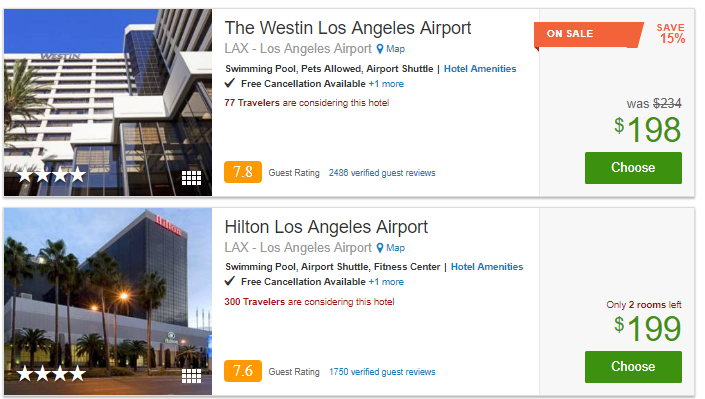 WESTIN
The Westin Los Angeles Airport
LAX - Los Angeles Airport Map
Swimming Pool, Pets Allowed, Airport Shuttle | Hotel Amenities
Free Cancellation Available +1 more
77 Travelers are considering this hotel
7.8 Guest Rating 2486 verified guest reviews
ON SALE
SAVE
15%
was $234
$198
Choose
Hilton
Hilton
Hilton Los Angeles Airport
LAX - Los Angeles Airport Map
Swimming Pool, Airport Shuttle, Fitness Center | Hotel Amenities
Free Cancellation Available +1 more
300 Travelers are considering this hotel
7.6 Guest Rating 1750 verified guest reviews
Only 2 rooms left
$199
Choose